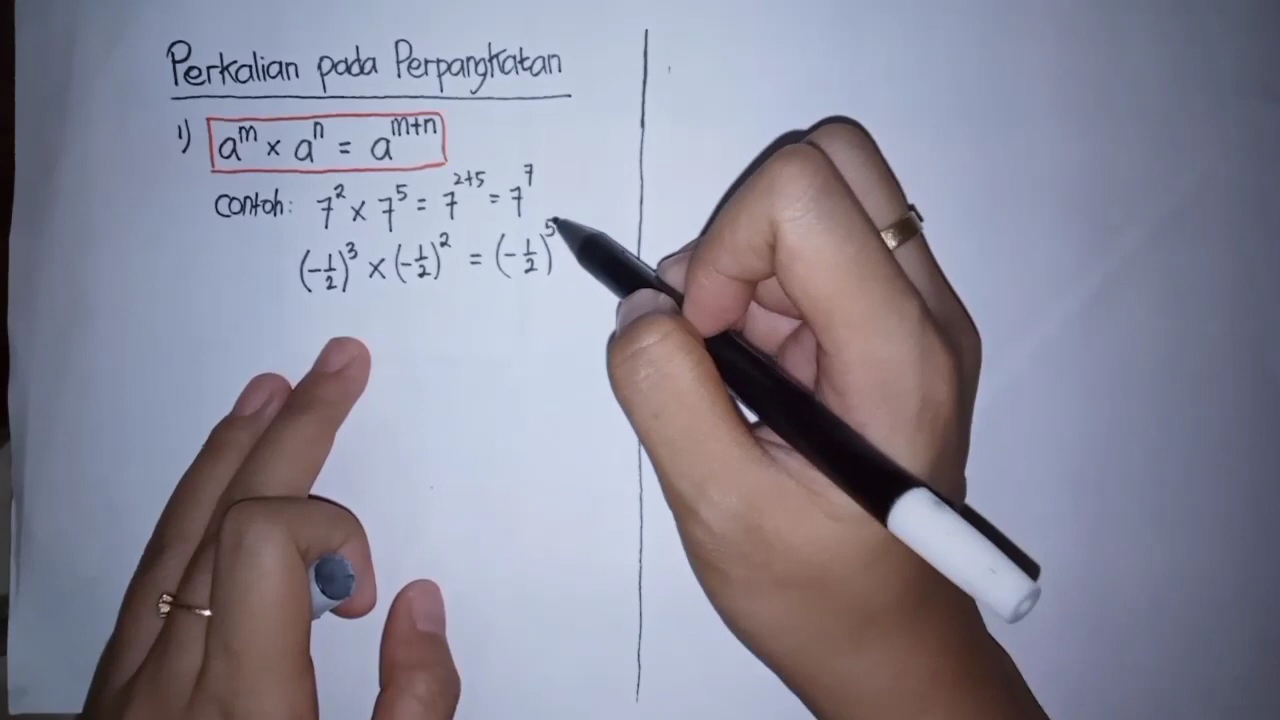 Perkalian pada Perpangkatan
1) a^m × a^n = a^{m+n}
Contoh: 7^2 × 7^5 = 7^{2+5} = 7^7
(-1/2)^3 × (-1/2)^2 = (-1/2)^5